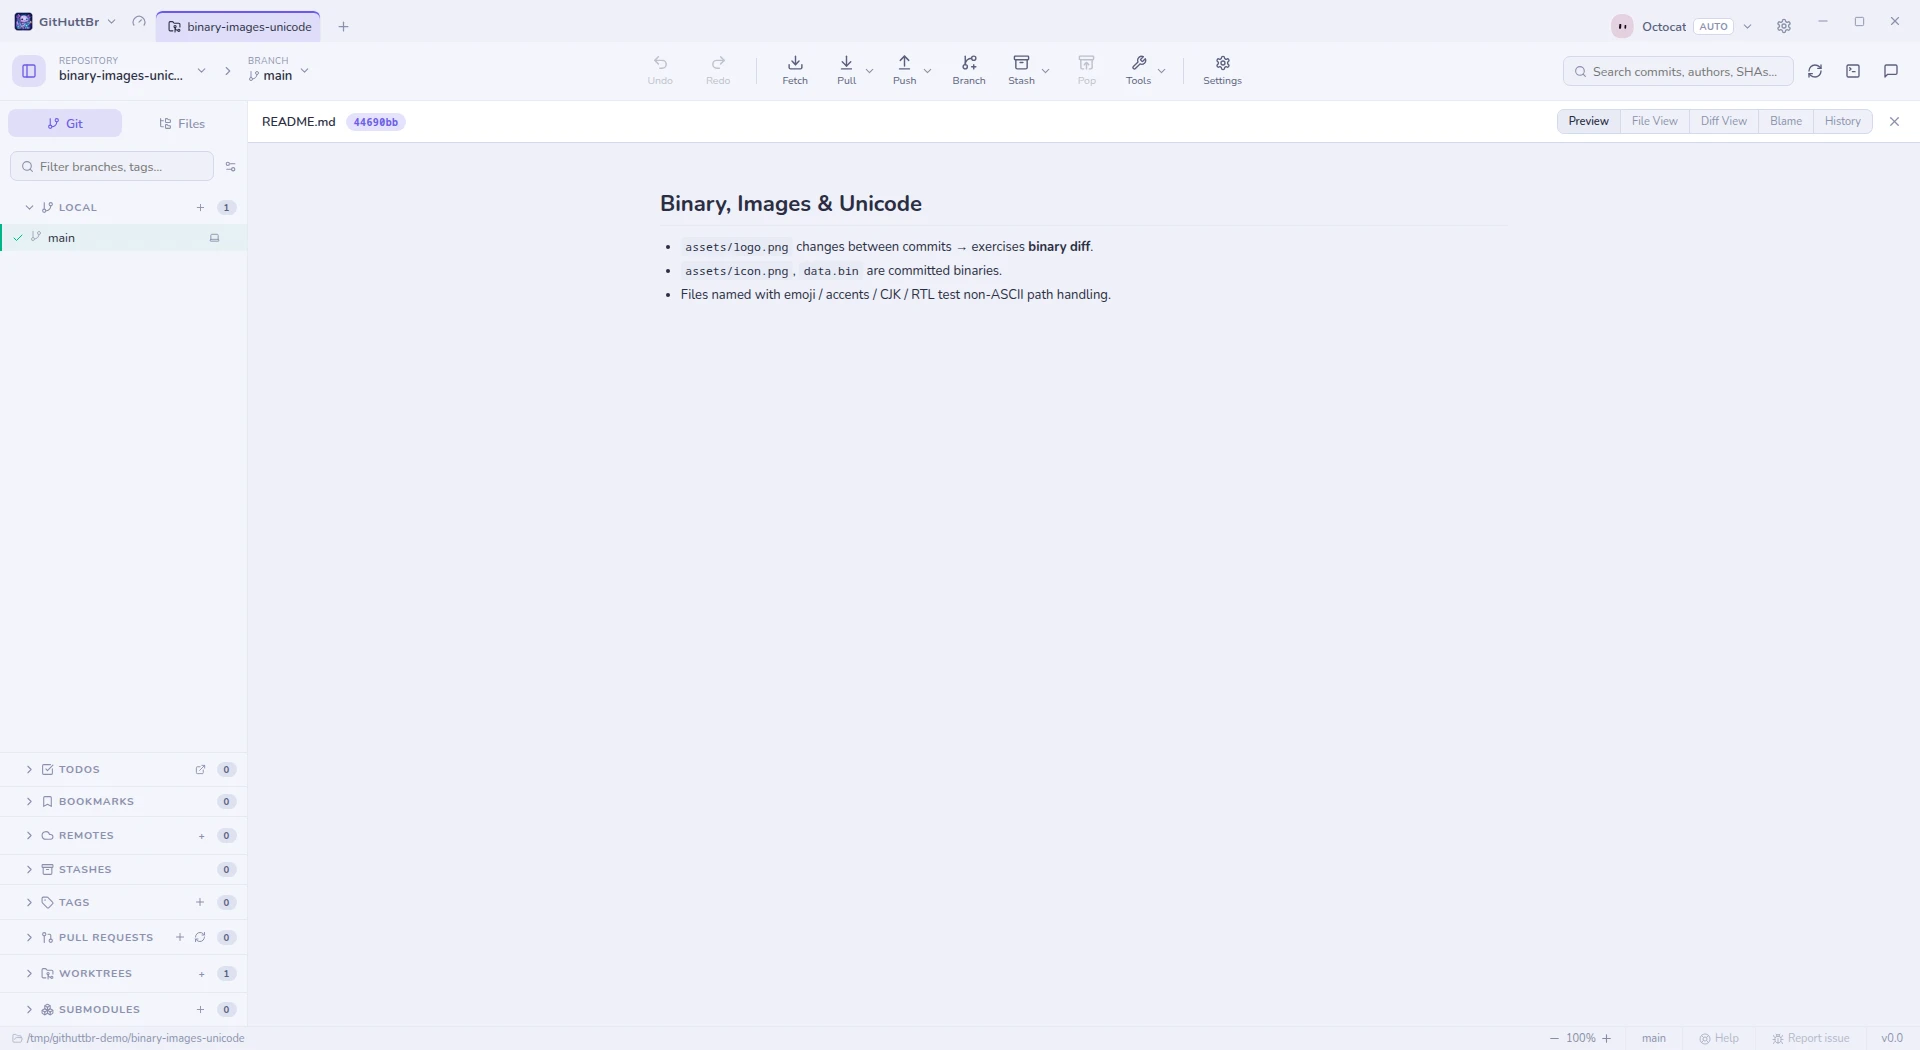 GitHuttBr
binary-images-unicode
Octocat AUTO
REPOSITORY
binary-images-unic...
BRANCH
main
Undo
Redo
Fetch
Pull
Push
Branch
Stash
Pop
Tools
Settings
Search commits, authors, SHAs...
Git
Files
README.md 44690bb
Preview
File View
Diff View
Blame
History
Filter branches, tags...
LOCAL 1
main
Binary, Images & Unicode
• assets/logo.png changes between commits → exercises binary diff.
• assets/icon.png, data.bin are committed binaries.
• Files named with emoji / accents / CJK / RTL test non-ASCII path handling.
TODOS 0
BOOKMARKS 0
REMOTES + 0
STASHES 0
TAGS + 0
PULL REQUESTS + 0
WORKTREES + 1
SUBMODULES + 0
/tmp/githuttbr-demo/binary-images-unicode
− 100% +
main
Help
Report issue
v0.0